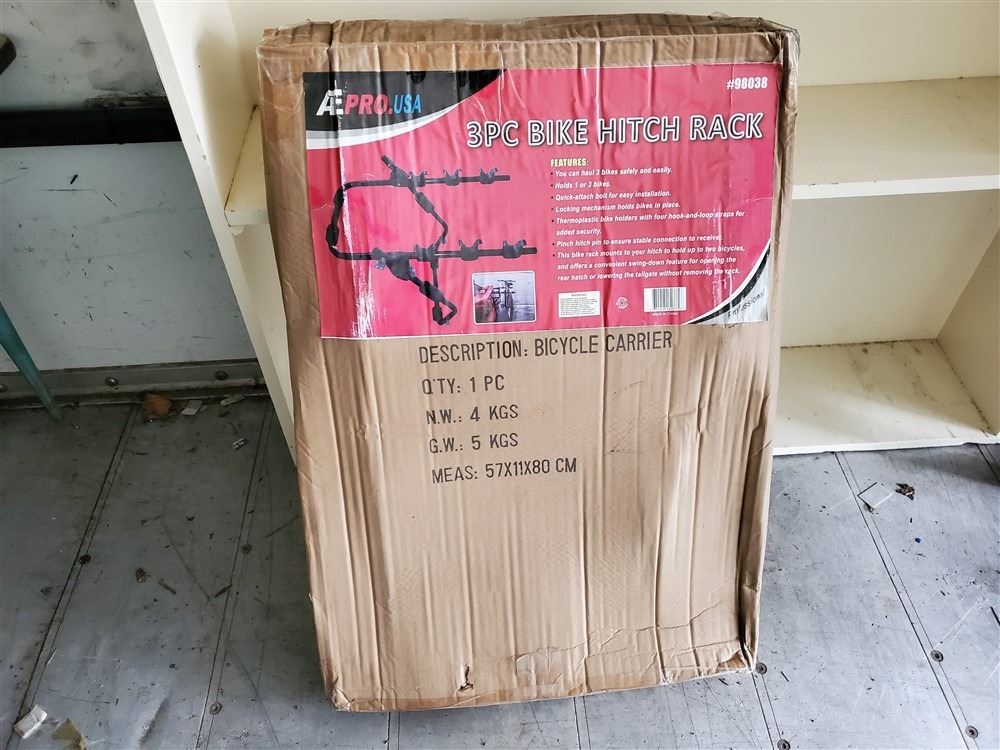 ÆPRO.USA
#98038
3PC BIKE HITCH RACK
FEATURES:
• You can haul 3 bikes safely and easily.
• Holds 1 or 3 bikes.
• Quick-attach bolt for easy installation.
• Locking mechanism holds bikes in place.
• Thermoplastic bike holders with four hook-and-loop straps for
added security.
• Pinch hitch pin to ensure stable connection to receiver.
• This bike rack mounts to your hitch to hold up to two bicycles,
and offers a convenient swing-down feature for opening the
rear hatch or lowering the tailgate without removing the rack.
DESCRIPTION: BICYCLE CARRIER
Q'TY: 1 PC
N.W.: 4 KGS
G.W.: 5 KGS
MEAS: 57X11X80 CM